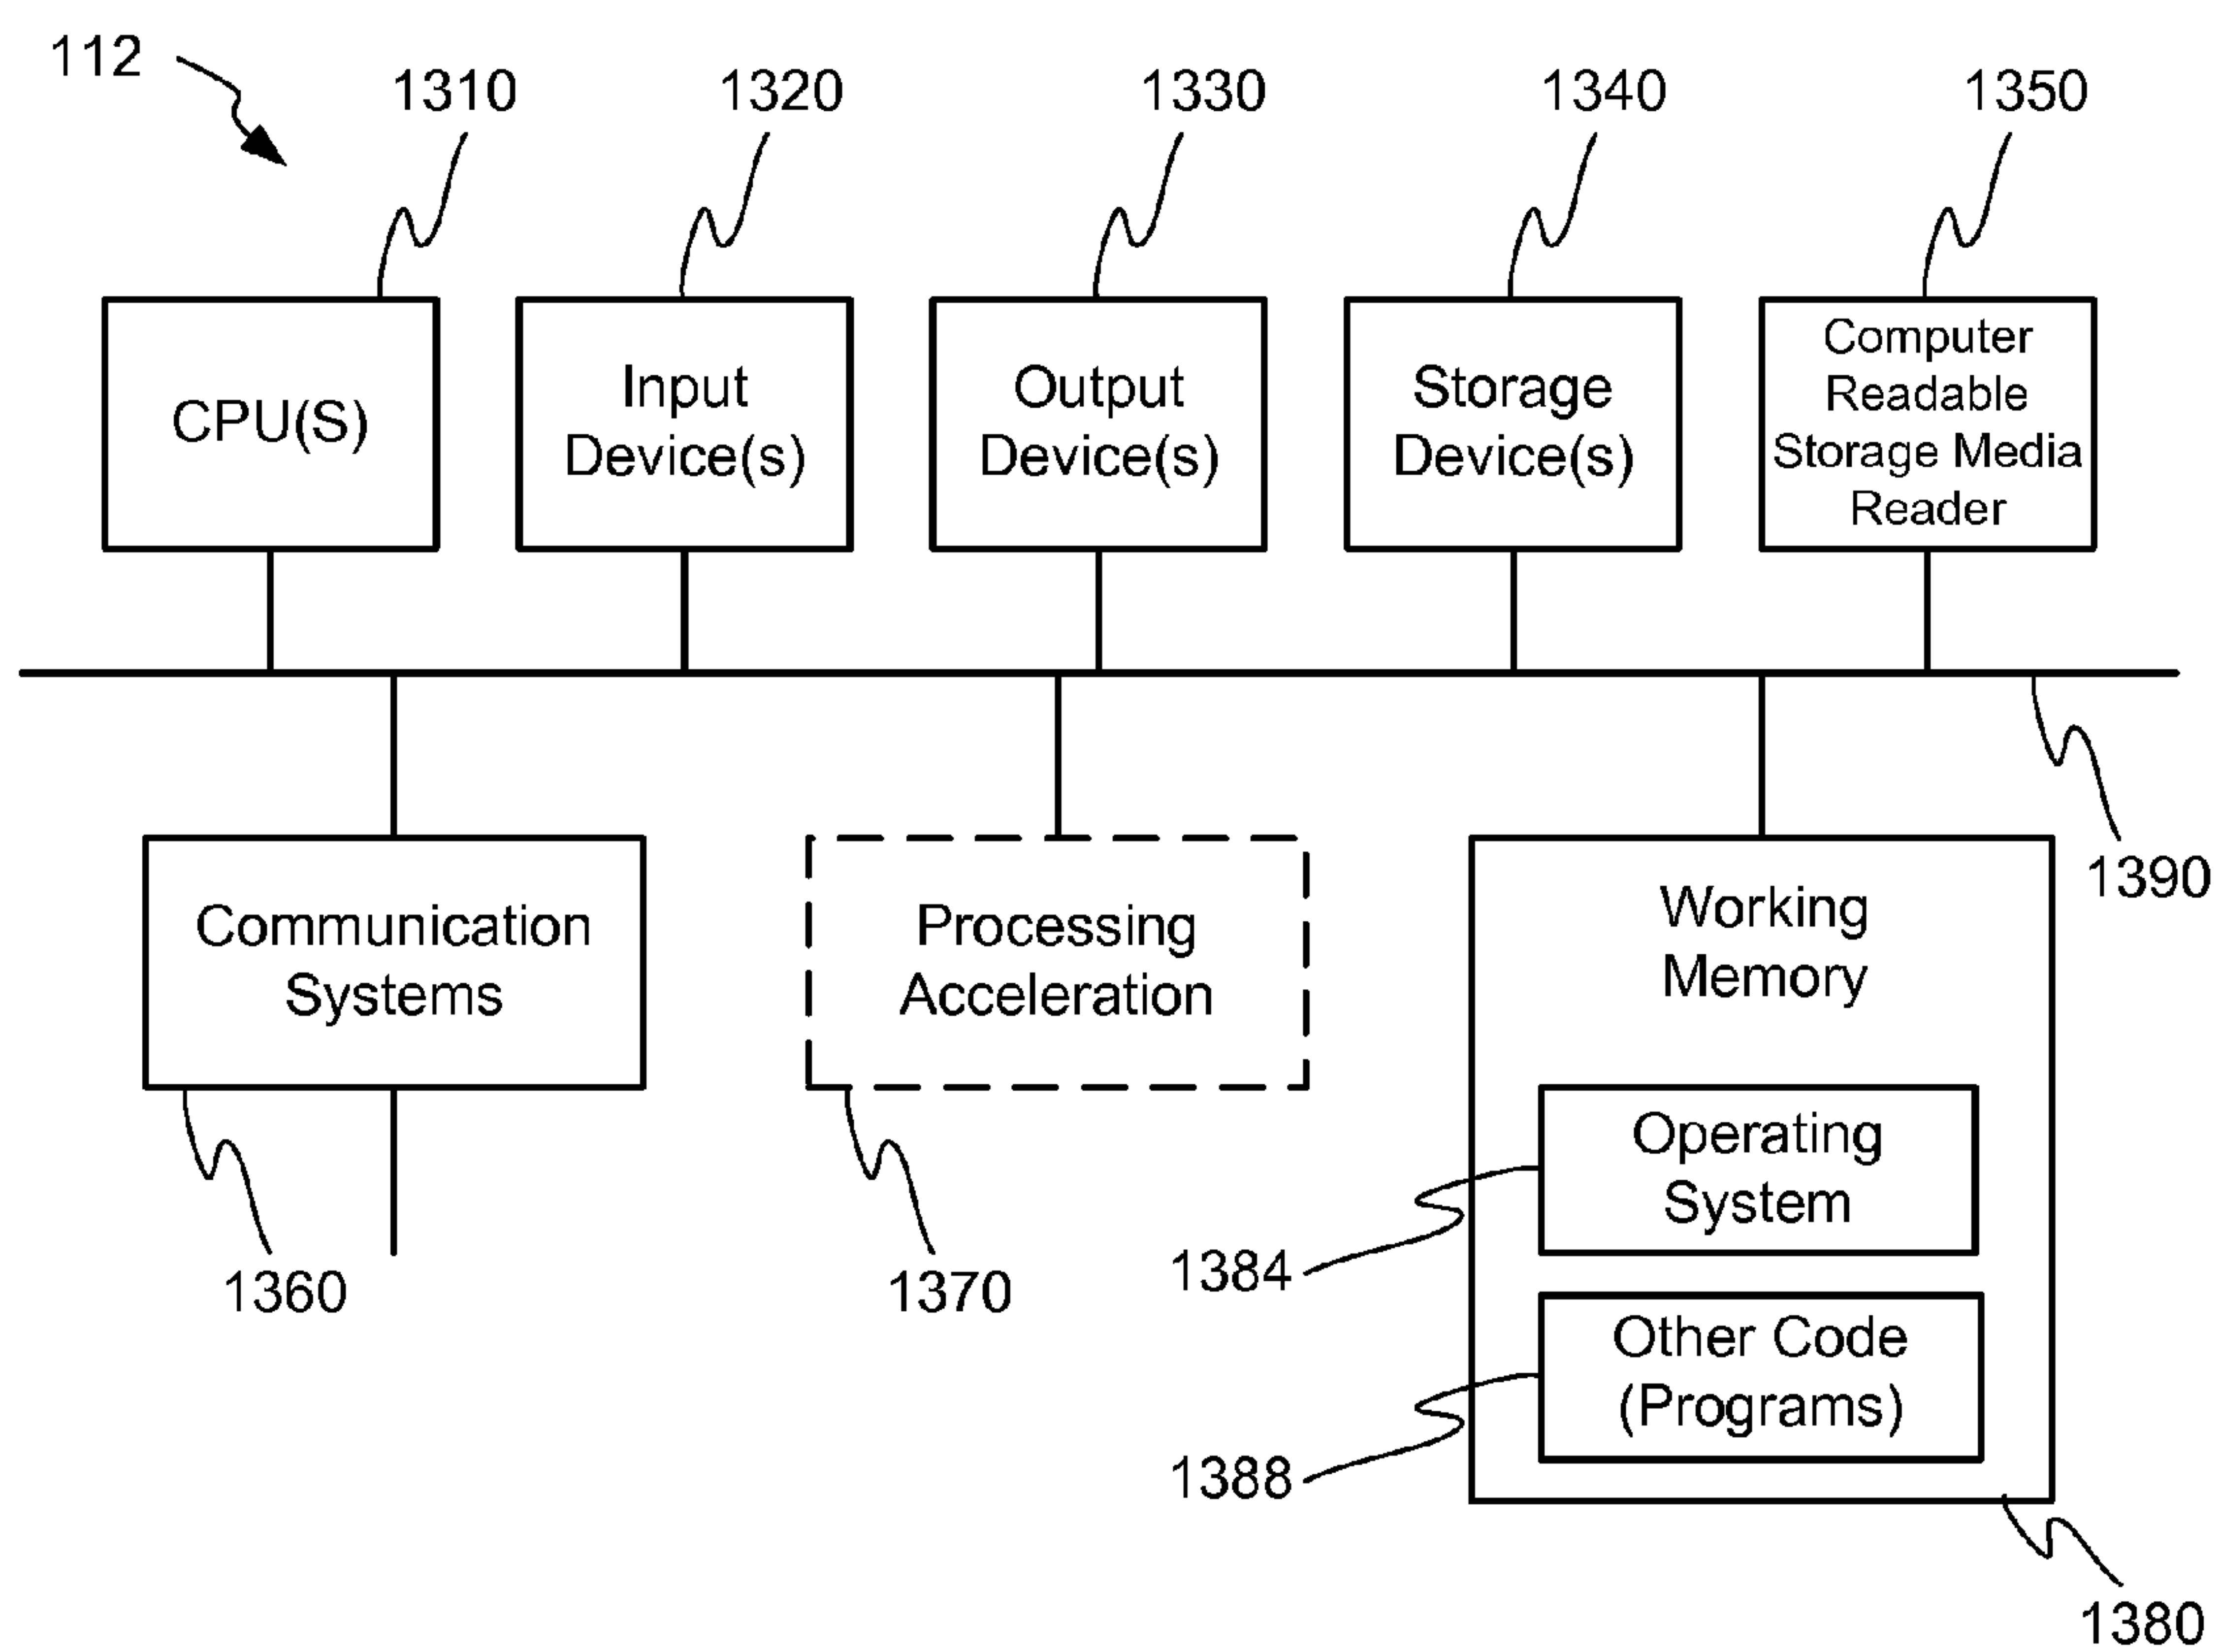 112
1310
1320
1330
1340
1350
CPU(S)
Input
Device(s)
Output
Device(s)
Storage
Device(s)
Computer
Readable
Storage Media
Reader
1390
Communication
Systems
Processing
Acceleration
Working
Memory
Operating
System
Other Code
(Programs)
1360
1370
1384
1388
1380